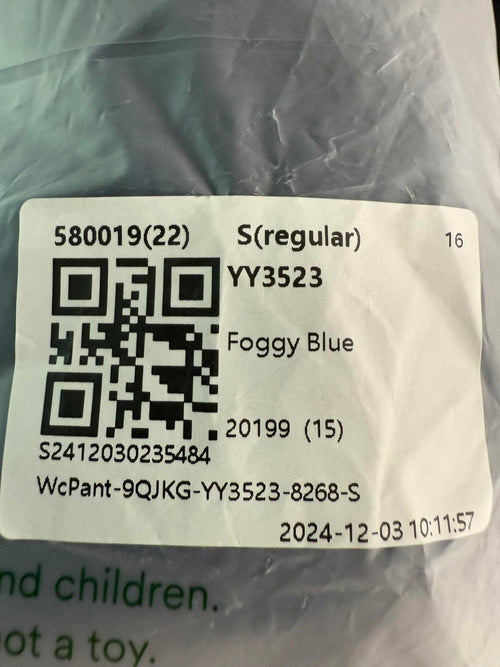 580019(22) S(regular) 16
YY3523
Foggy Blue
20199 (15)
S2412030235484
WcPant-9QJKG-YY3523-8268-S
2024-12-03 10:11:57
nd children.
ot a toy.